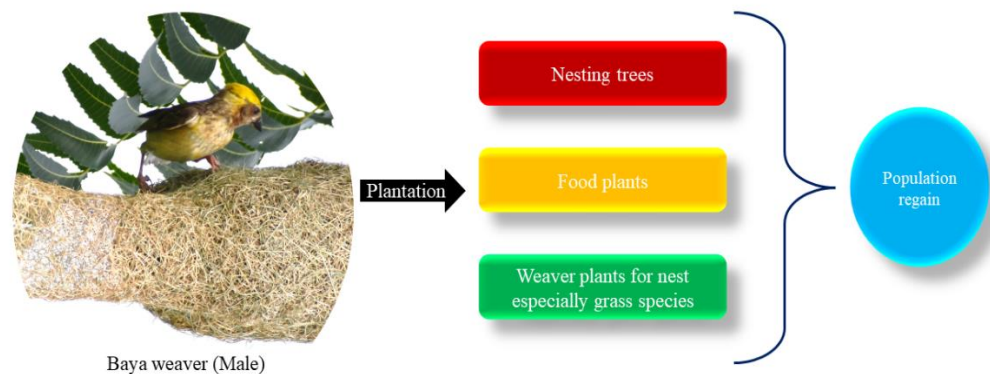 Nesting trees
Plantation
Food plants
Population
regain
Weaver plants for nest
especially grass species
Baya weaver (Male)